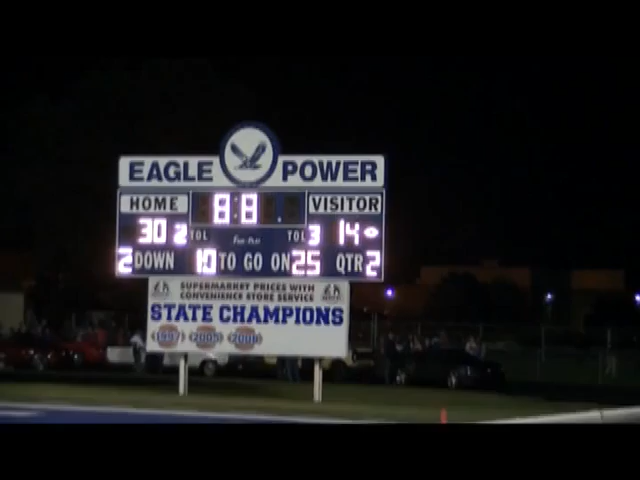 EAGLE POWER
HOME 8:8 VISITOR
30 2 TOL TOL 3 14
2 DOWN 10 TO GO ON 25 QTR 2
SUPERMARKET PRICES WITH
CONVENIENCE STORE SERVICE
STATE CHAMPIONS
1997 2005